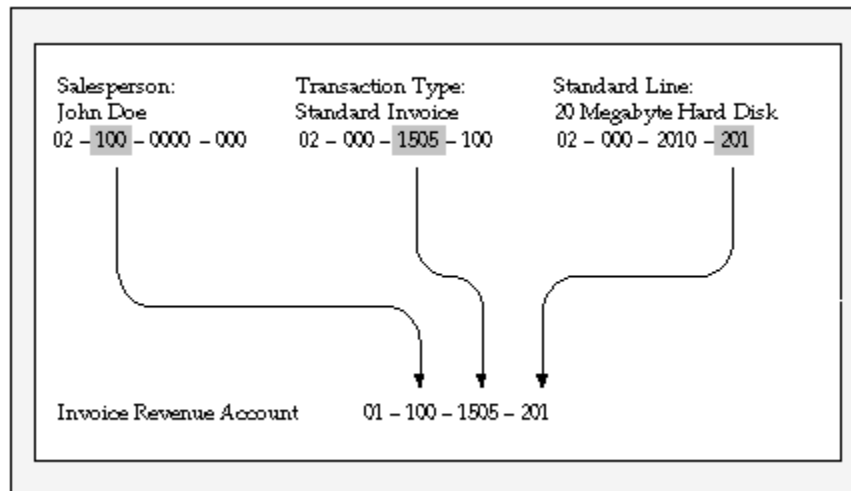 Salesperson:
John Doe
02 – 100 – 0000 – 000
Transaction Type:
Standard Invoice
02 – 000 – 1505 – 100
Standard Line:
20 Megabyte Hard Disk
02 – 000 – 2010 – 201
Invoice Revenue Account 01 – 100 – 1505 – 201